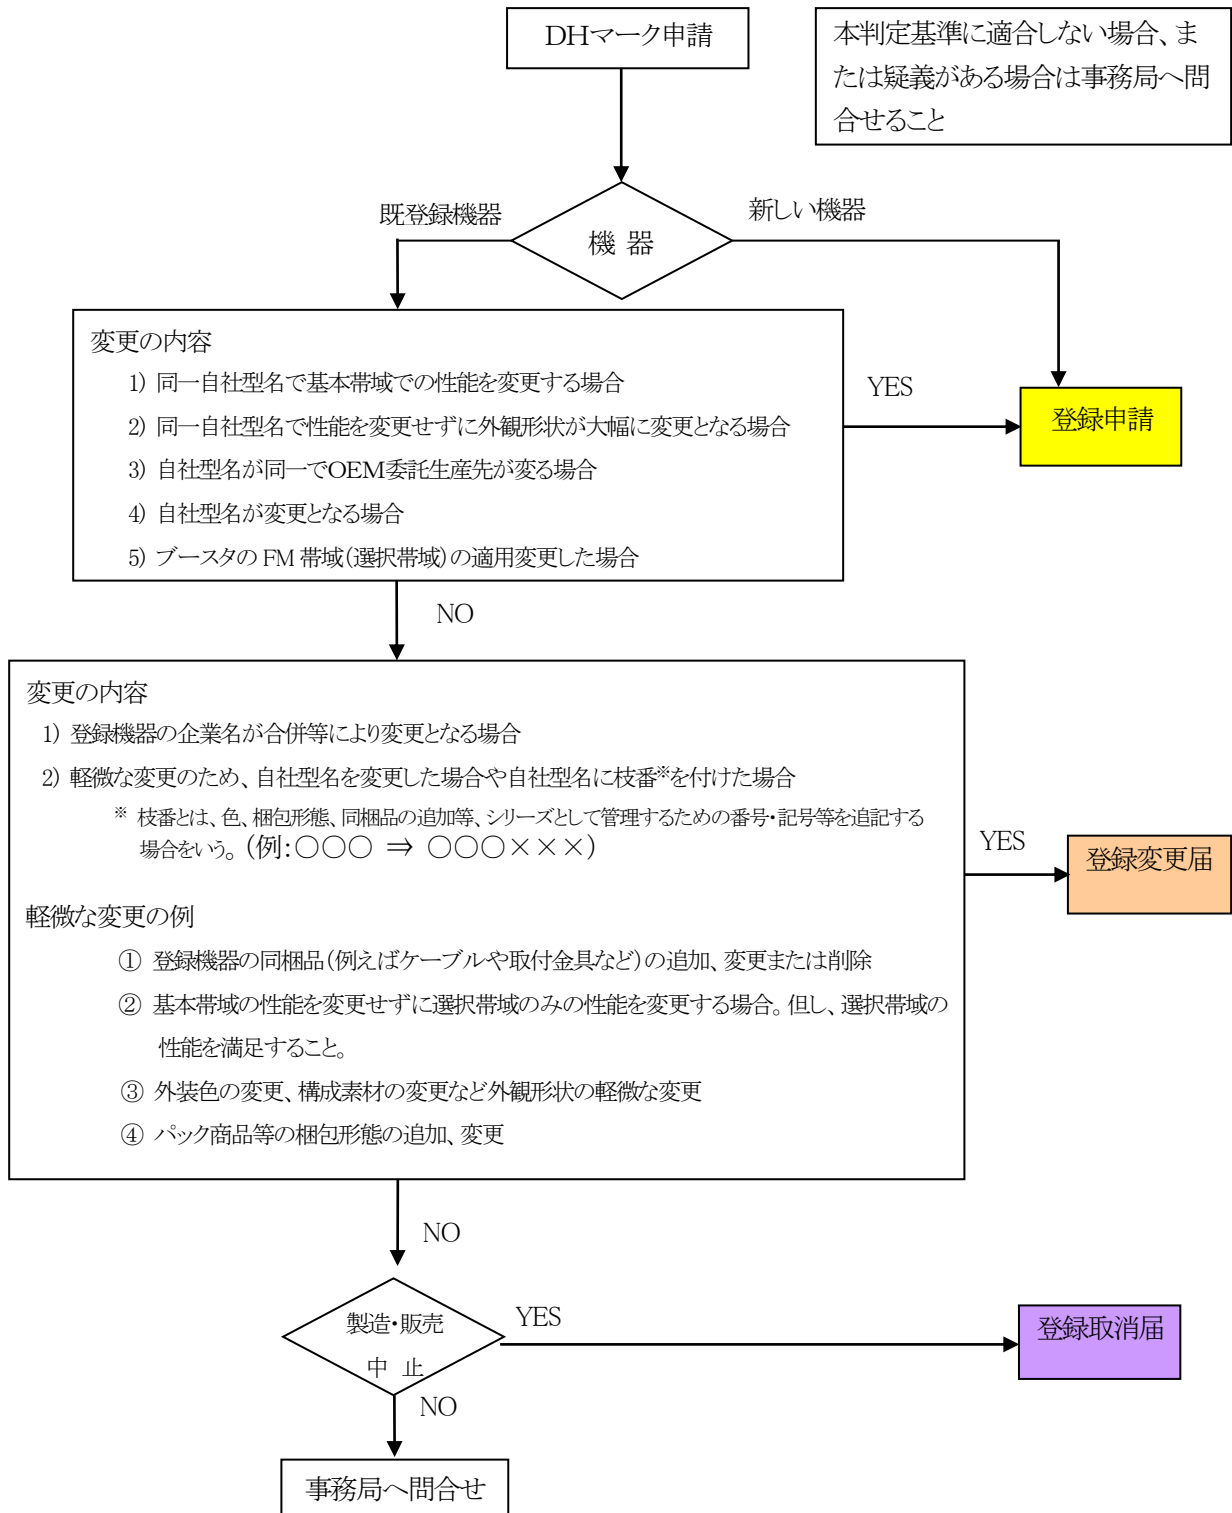 DHマーク申請
本判定基準に適合しない場合、ま
たは疑義がある場合は事務局へ問
合せること
既登録機器
新しい機器
機 器
変更の内容
1) 同一自社型名で基本帯域での性能を変更する場合
2) 同一自社型名で性能を変更せずに外観形状が大幅に変更となる場合
3) 自社型名が同一でOEM委託生産先が変る場合
4) 自社型名が変更となる場合
5) ブースタの FM 帯域(選択帯域)の適用変更した場合
YES
登録申請
NO
変更の内容
1) 登録機器の企業名が合併等により変更となる場合
2) 軽微な変更のため、自社型名を変更した場合や自社型名に枝番※を付けた場合
※ 枝番とは、色、梱包形態、同梱品の追加等、シリーズとして管理するための番号・記号等を追記する
場合をいう。(例:○○○ ⇒ ○○○×××)
YES
登録変更届
軽微な変更の例
① 登録機器の同梱品(例えばケーブルや取付金具など)の追加、変更または削除
② 基本帯域の性能を変更せずに選択帯域のみの性能を変更する場合。但し、選択帯域の
性能を満足すること。
③ 外装色の変更、構成素材の変更など外観形状の軽微な変更
④ パック商品等の梱包形態の追加、変更
NO
製造・販売
中 止
YES
登録取消届
NO
事務局へ問合せ